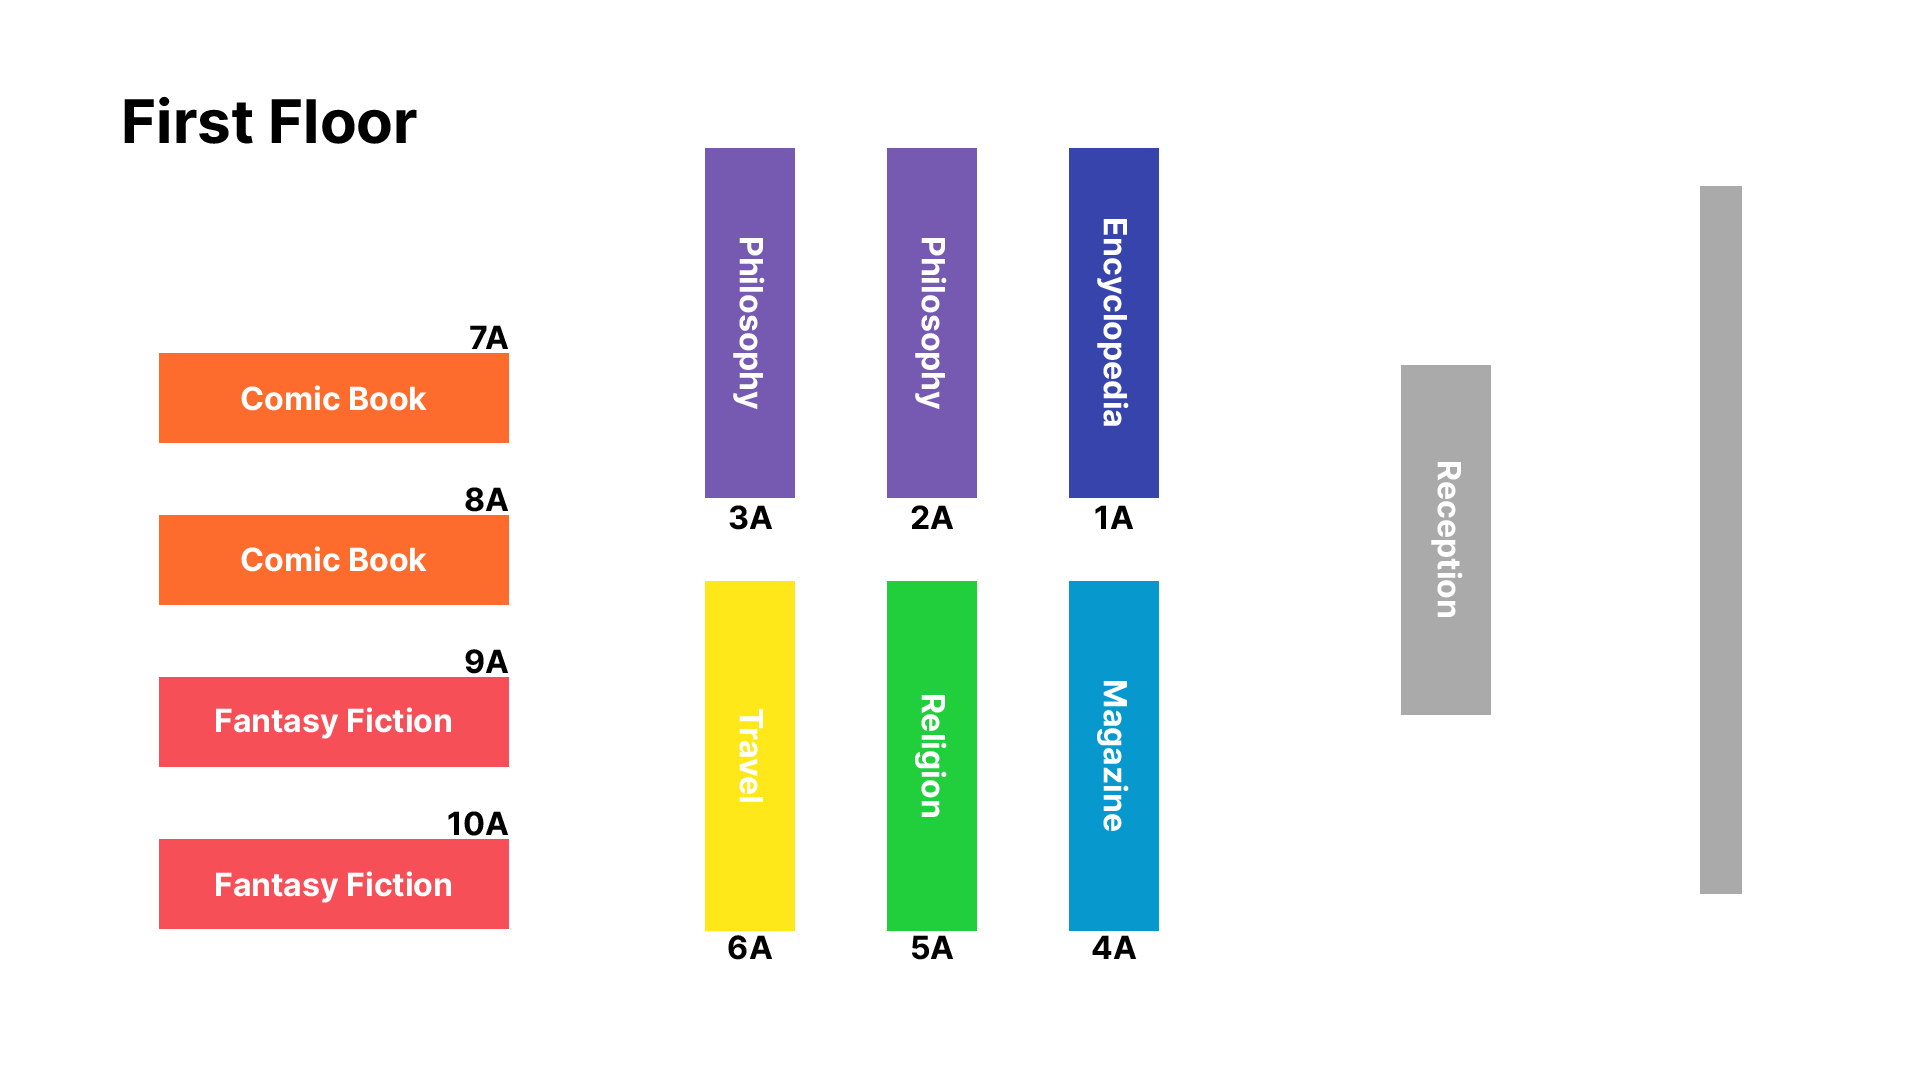 First Floor
7A
Comic Book
8A
Comic Book
9A
Fantasy Fiction
10A
Fantasy Fiction
Philosophy
3A
Philosophy
2A
Encyclopedia
1A
Travel
6A
Religion
5A
Magazine
4A
Reception